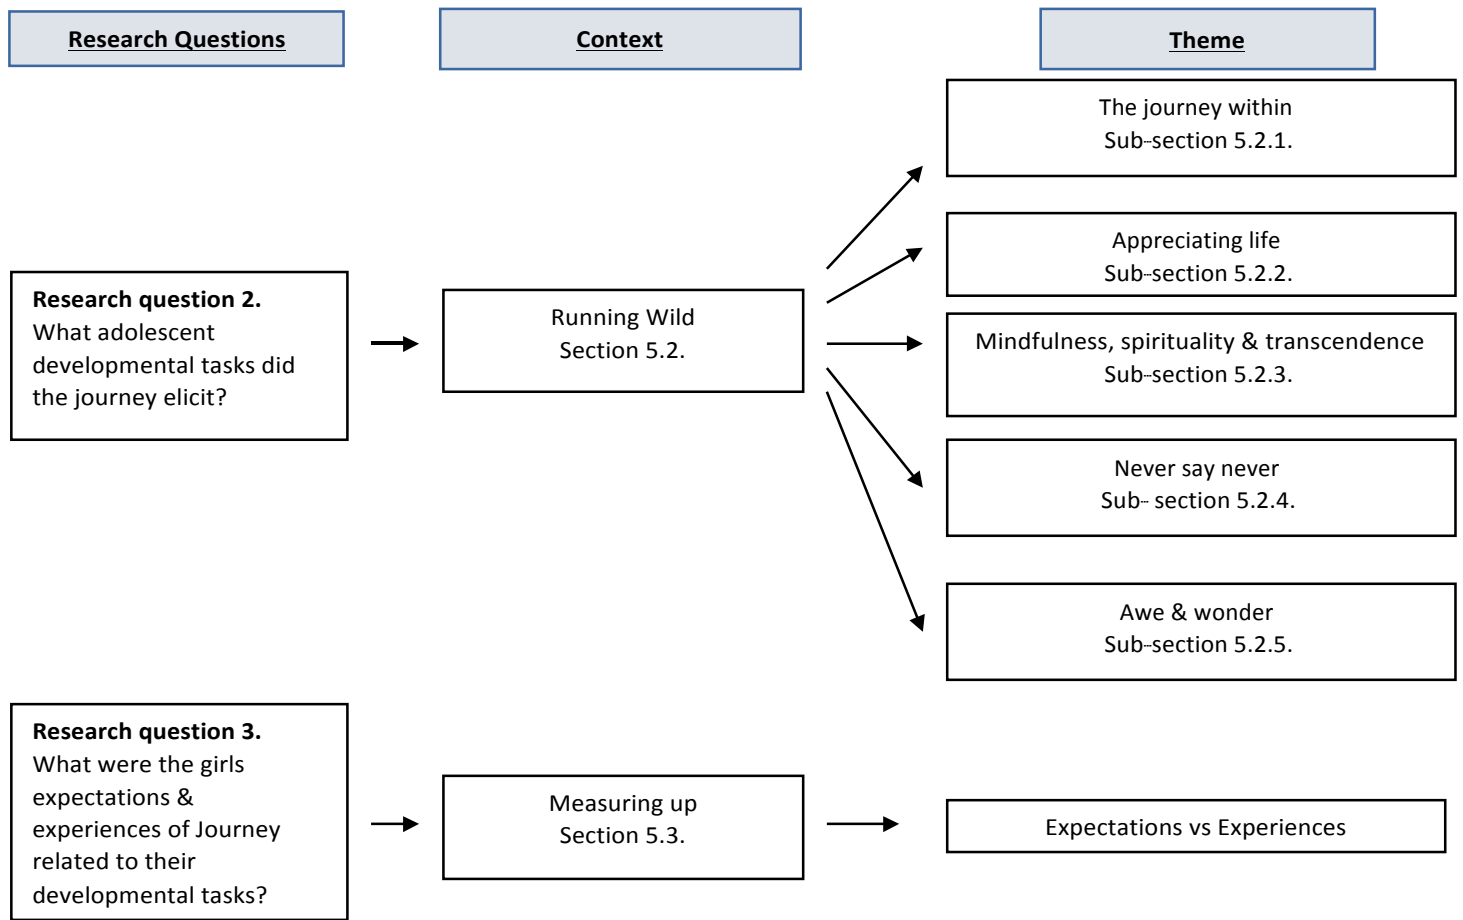 Research Questions
Context
Theme
Research question 2.
What adolescent
developmental tasks did
the journey elicit?
Running Wild
Section 5.2.
The journey within
Sub-section 5.2.1.
Appreciating life
Sub-section 5.2.2.
Mindfulness, spirituality & transcendence
Sub-section 5.2.3.
Never say never
Sub- section 5.2.4.
Awe & wonder
Sub-section 5.2.5.
Research question 3.
What were the girls
expectations &
experiences of Journey
related to their
developmental tasks?
Measuring up
Section 5.3.
Expectations vs Experiences